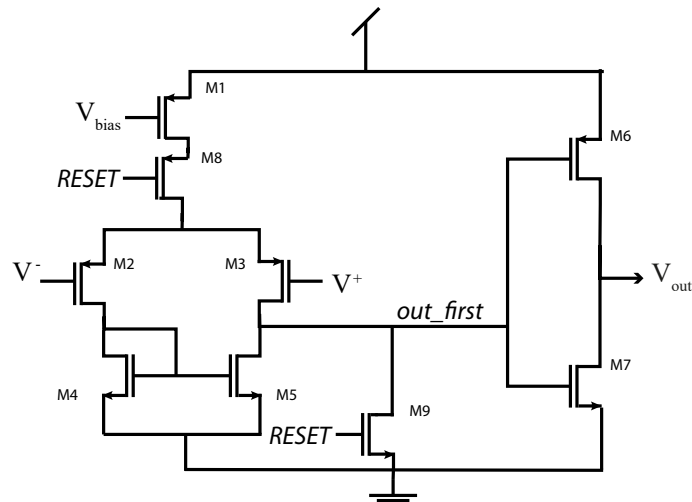 M1
V_bias
M8
RESET
M6
V^-
M2
M3
V^+
V_out
out_first
M7
M4
M5
M9
RESET